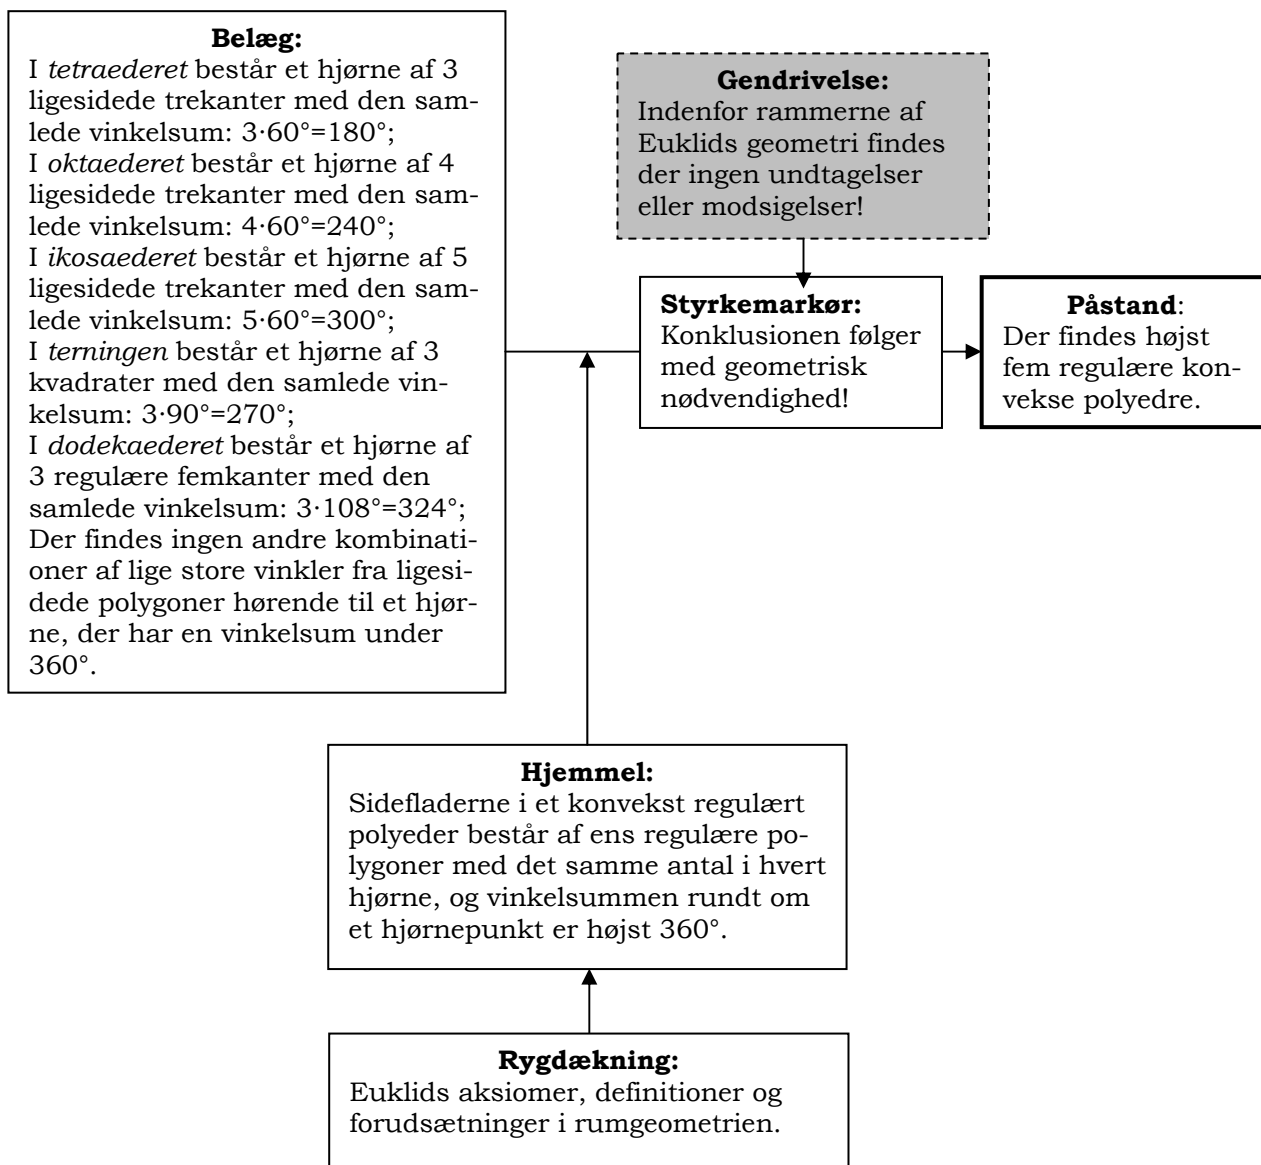 Belæg:
I tetraederet består et hjørne af 3
ligesidede trekanter med den sam-
lede vinkelsum: 3·60°=180°;
I oktaederet består et hjørne af 4
ligesidede trekanter med den sam-
lede vinkelsum: 4·60°=240°;
I ikosaederet består et hjørne af 5
ligesidede trekanter med den sam-
lede vinkelsum: 5·60°=300°;
I terningen består et hjørne af 3
kvadrater med den samlede vin-
kelsum: 3·90°=270°;
I dodekaederet består et hjørne af
3 regulære femkanter med den
samlede vinkelsum: 3·108°=324°;
Der findes ingen andre kombinati-
oner af lige store vinkler fra ligesi-
dede polygoner hørende til et hjør-
ne, der har en vinkelsum under
360°.
Gendrivelse:
Indenfor rammerne af
Euklids geometri findes
der ingen undtagelser
eller modsigelser!
Styrkemarkør:
Konklusionen følger
med geometrisk
nødvendighed!
Påstand:
Der findes højst
fem regulære kon-
vekse polyedre.
Hjemmel:
Sidefladerne i et konvekst regulært
polyeder består af ens regulære po-
lygoner med det samme antal i hvert
hjørne, og vinkelsummen rundt om
et hjørnepunkt er højst 360°.
Rygdækning:
Euklids aksiomer, definitioner og
forudsætninger i rumgeometrien.